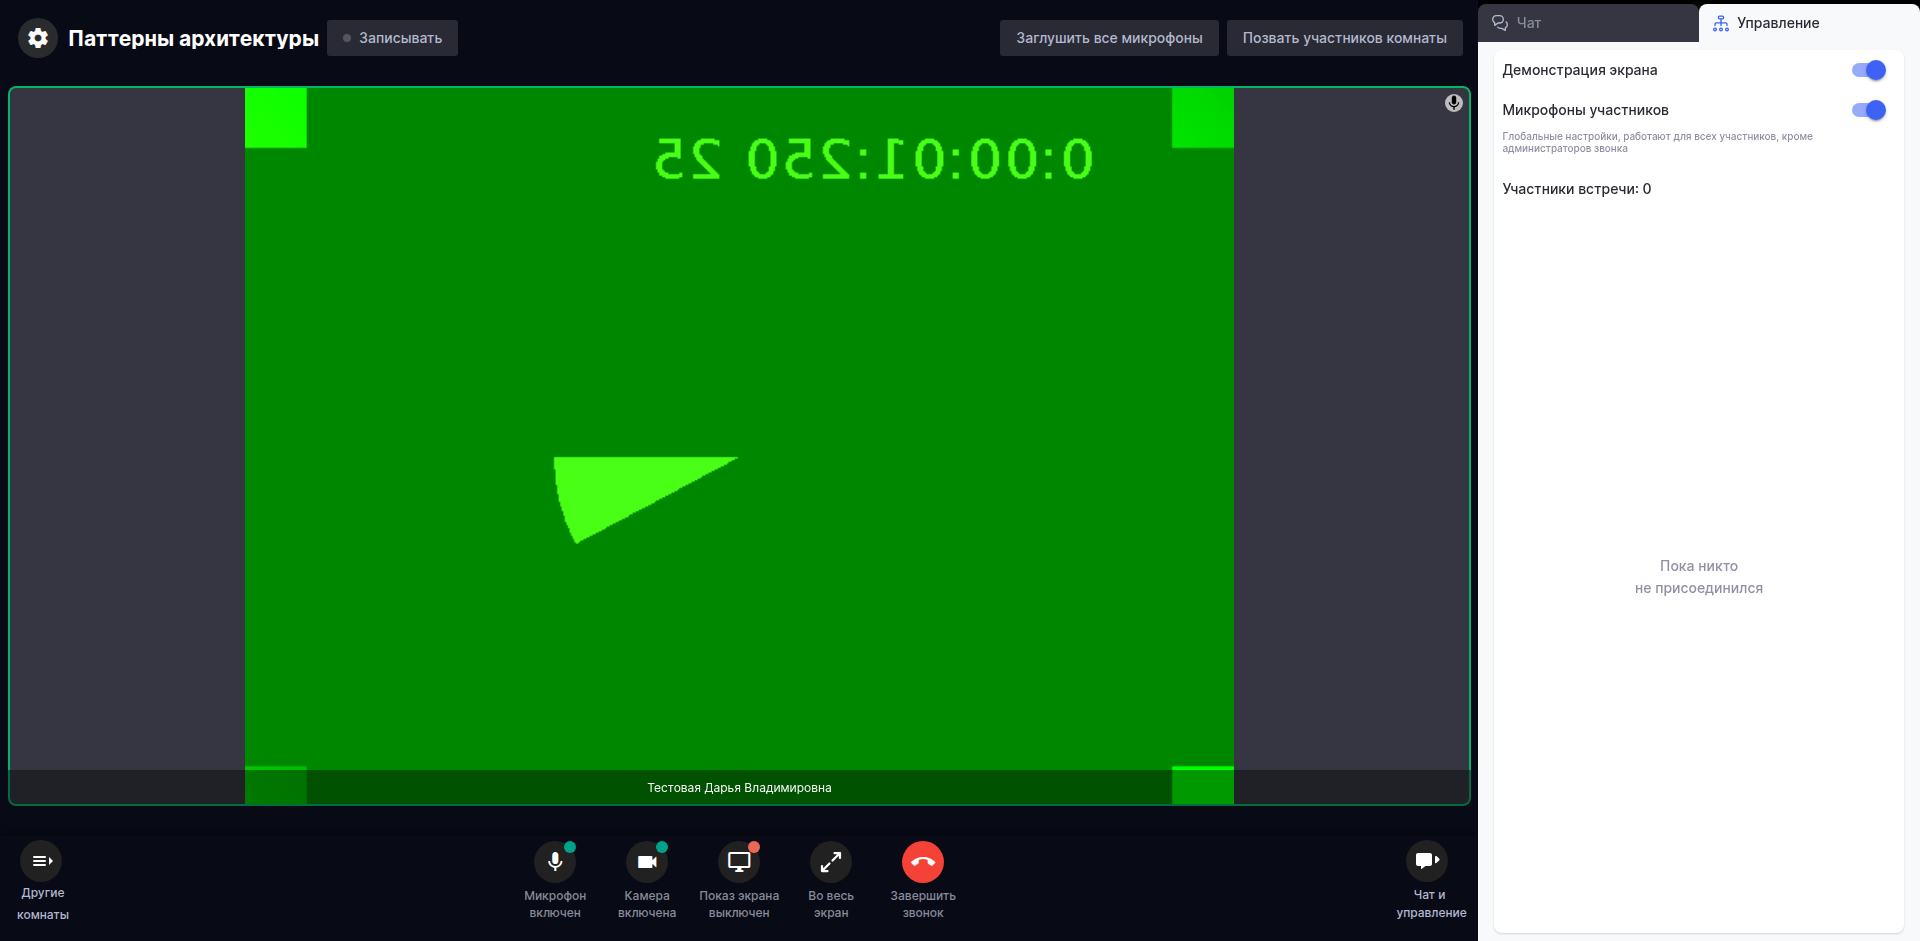 Паттерны архитектуры
Записывать
Заглушить все микрофоны
Позвать участников комнаты
Чат
Управление
Демонстрация экрана
Микрофоны участников
Глобальные настройки, работают для всех участников, кроме
администраторов звонка
Участники встречи: 0
0:00:01:250 25
Пока никто
не присоединился
Тестовая Дарья Владимировна
Другие
комнаты
Микрофон
включен
Камера
включена
Показ экрана
выключен
Во весь
экран
Завершить
звонок
Чат и
управление